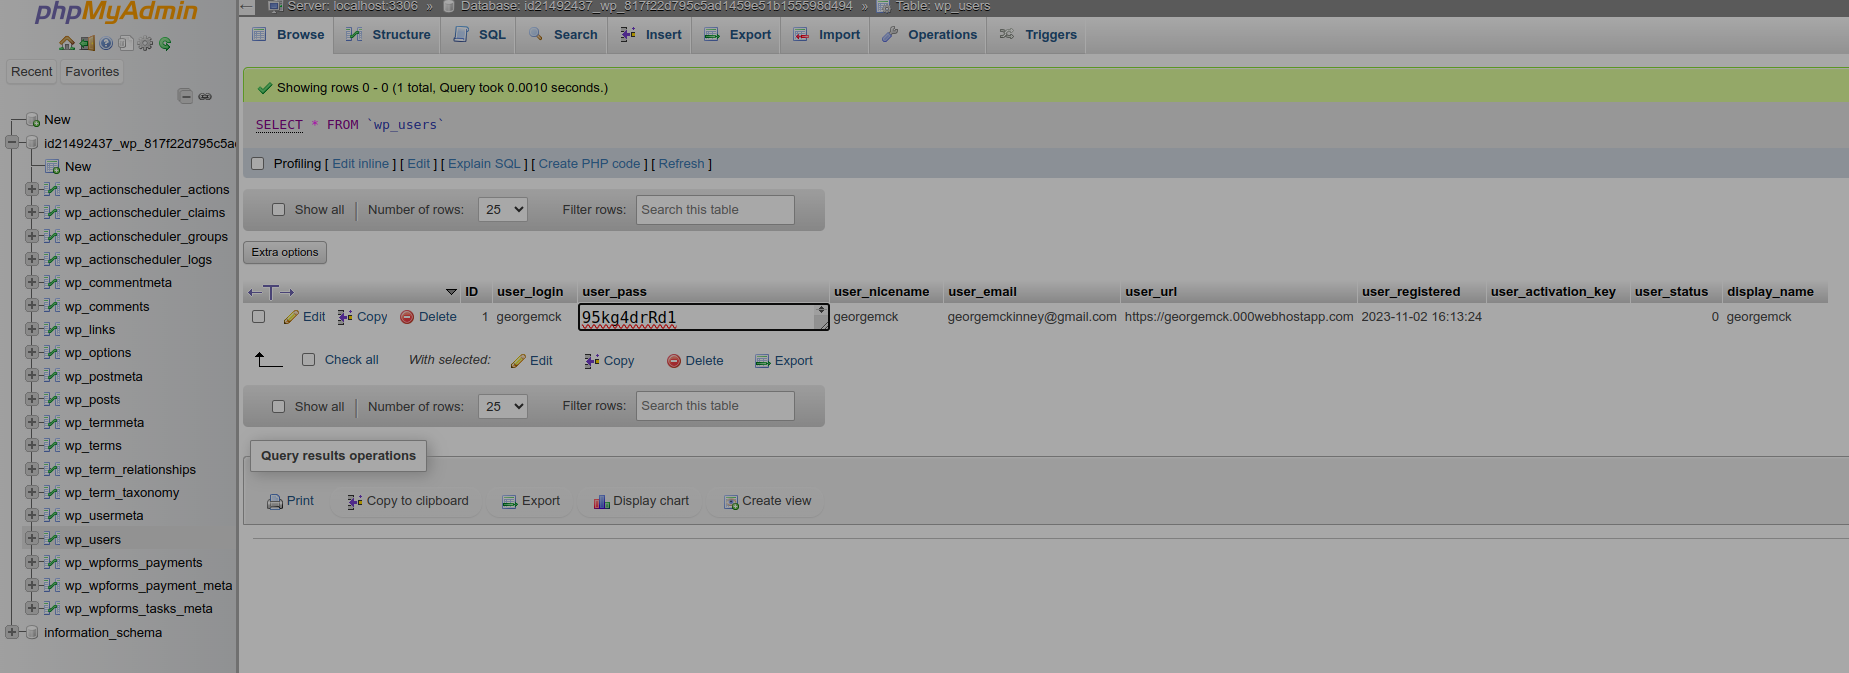 phpMyAdmin
Recent Favorites
New
id21492437_wp_817f22d795c5a
New
wp_actionscheduler_actions
wp_actionscheduler_claims
wp_actionscheduler_groups
wp_actionscheduler_logs
wp_commentmeta
wp_comments
wp_links
wp_options
wp_postmeta
wp_posts
wp_termmeta
wp_terms
wp_term_relationships
wp_term_taxonomy
wp_usermeta
wp_users
wp_wpforms_payments
wp_wpforms_payment_meta
wp_wpforms_tasks_meta
information_schema
Server: localhost:3306 » Database: id21492437_wp_817f22d795c5ad1459e51b155598d494 » Table: wp_users
Browse Structure SQL Search Insert Export Import Operations Triggers
Showing rows 0 - 0 (1 total, Query took 0.0010 seconds.)
SELECT * FROM `wp_users`
Profiling [ Edit inline ] [ Edit ] [ Explain SQL ] [ Create PHP code ] [ Refresh ]
Show all | Number of rows: 25 Filter rows: Search this table
Extra options
←T→ ID user_login user_pass user_nicename user_email user_url user_registered user_activation_key user_status display_name
Edit Copy Delete 1 georgemck 95kg4drRd1 georgemck georgemckinney@gmail.com https://georgemck.000webhostapp.com 2023-11-02 16:13:24 0 georgemck
Check all With selected: Edit Copy Delete Export
Show all | Number of rows: 25 Filter rows: Search this table
Query results operations
Print Copy to clipboard Export Display chart Create view